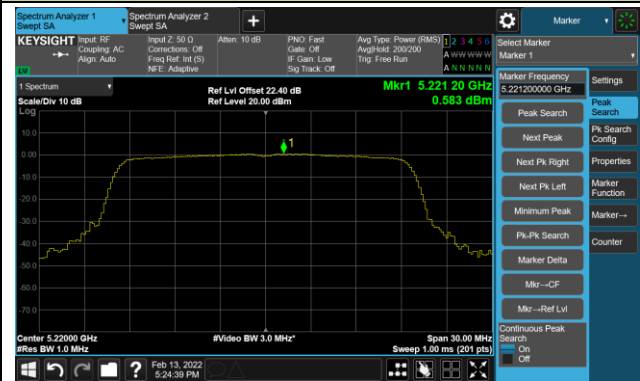 Spectrum Analyzer 1
Swept SA
Spectrum Analyzer 2
Swept SA
+
Marker
KEYSIGHT
Input: RF
Coupling: AC
Align: Auto
Input Z: 50 Ω
Corrections: Off
Freq Ref: Int (S)
NFE: Adaptive
Atten: 10 dB
PNO: Fast
Gate: Off
IF Gain: Low
Sig Track: Off
Avg Type: Power (RMS)
Avg|Hold: 200/200
Trig: Free Run
1 2 3 4 5 6
A W W W W W
A N N N N N
LXI
Select Marker
Marker 1
1 Spectrum
Scale/Div 10 dB
Log
Ref Lvl Offset 22.40 dB
Ref Level 20.00 dBm
Mkr1 5.221 20 GHz
0.583 dBm
10.0
0.00
-10.0
-20.0
-30.0
-40.0
-50.0
-60.0
-70.0
1
Center 5.22000 GHz
#Res BW 1.0 MHz
#Video BW 3.0 MHz*
Span 30.00 MHz
Sweep 1.00 ms (201 pts)
Marker Frequency
5.221200000 GHz
Peak Search
Next Peak
Next Pk Right
Next Pk Left
Minimum Peak
Pk-Pk Search
Marker Delta
Mkr→CF
Mkr→Ref Lvl
Continuous Peak
Search
On
Off
Settings
Peak
Search
Pk Search
Config
Properties
Marker
Function
Marker→
Counter
?
Feb 13, 2022
5:24:39 PM